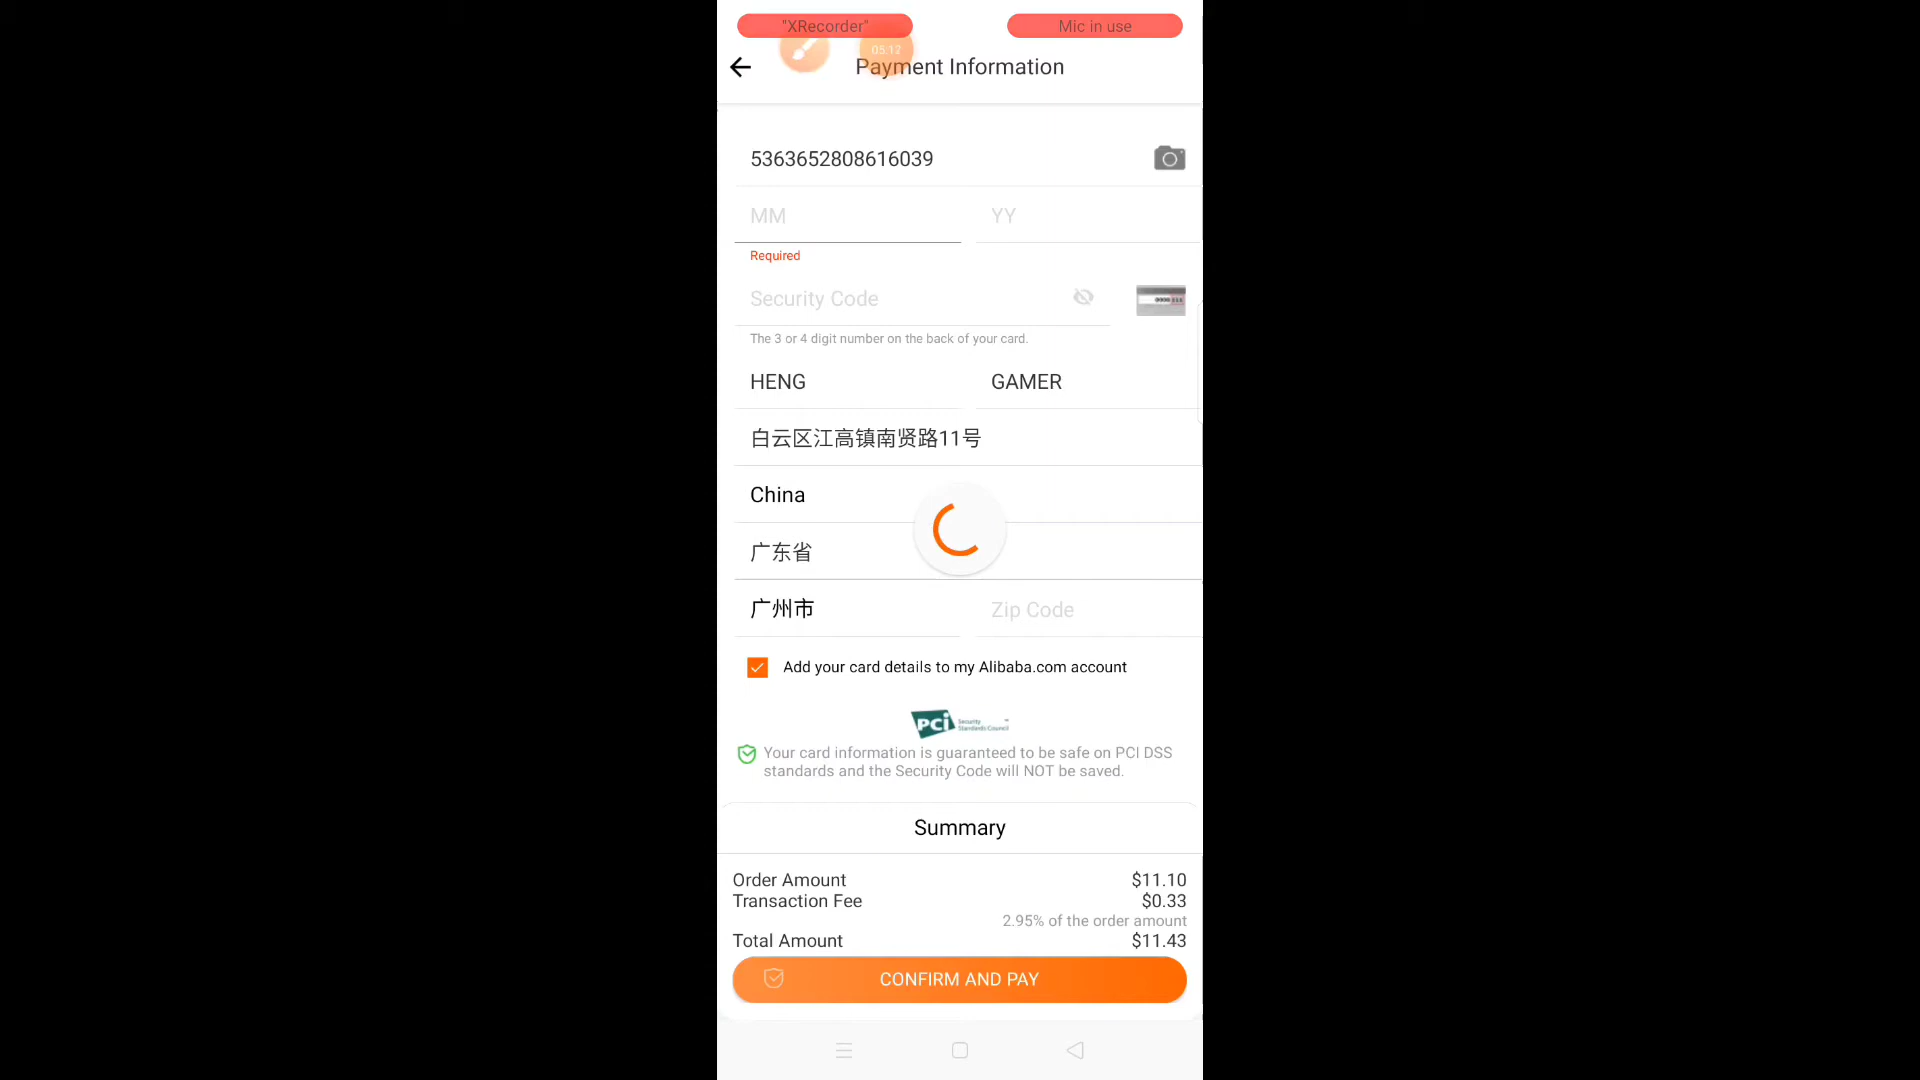 "XRecorder"
Mic in use
05:12
Payment Information
5363652808616039
MM
YY
Required
Security Code
The 3 or 4 digit number on the back of your card.
HENG
GAMER
白云区江高镇南贤路11号
China
广东省
广州市
Zip Code
Add your card details to my Alibaba.com account
PCI Security Standards Council
Your card information is guaranteed to be safe on PCI DSS
standards and the Security Code will NOT be saved.
Summary
Order Amount
$11.10
Transaction Fee
$0.33
2.95% of the order amount
Total Amount
$11.43
CONFIRM AND PAY